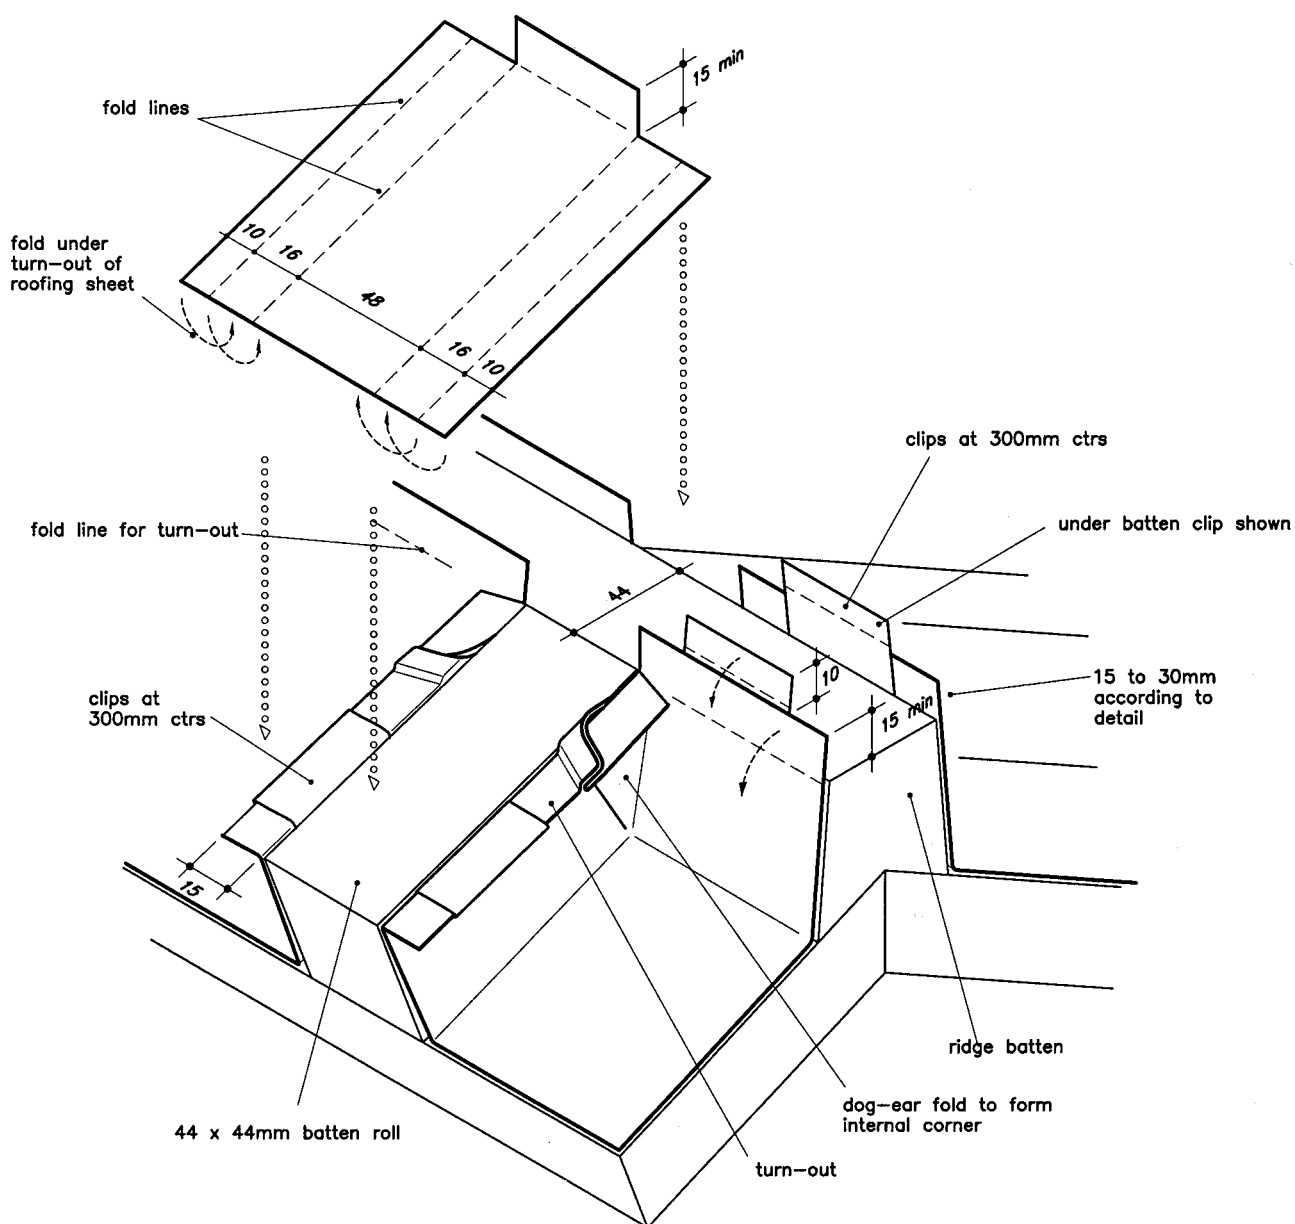 15 min
fold lines
fold under
turn-out of
roofing sheet
10
16
48
16
10
clips at 300mm ctrs
under batten clip shown
fold line for turn-out
44
10
15 min
15 to 30mm
according to
detail
clips at
300mm ctrs
15
ridge batten
dog-ear fold to form
internal corner
44 x 44mm batten roll
turn-out